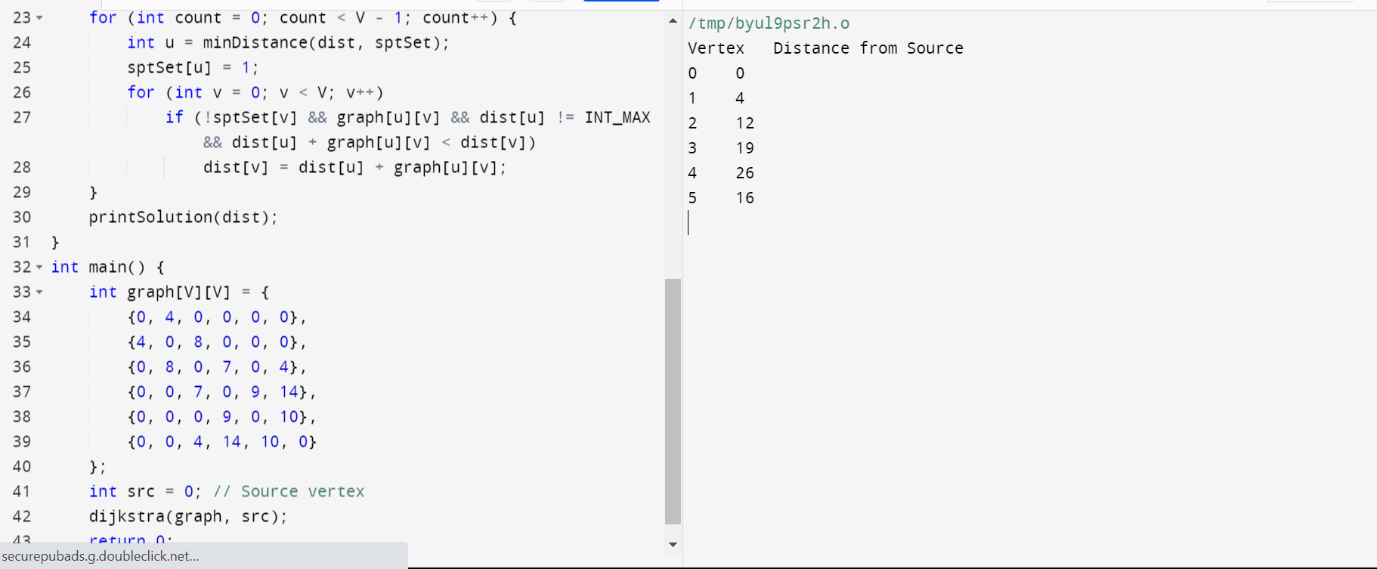 23 for (int count = 0; count < V - 1; count++) {
24 int u = minDistance(dist, sptSet);
25 sptSet[u] = 1;
26 for (int v = 0; v < V; v++)
27 if (!sptSet[v] && graph[u][v] && dist[u] != INT_MAX
&& dist[u] + graph[u][v] < dist[v])
28 dist[v] = dist[u] + graph[u][v];
29 }
30 printSolution(dist);
31 }
32 int main() {
33 int graph[V][V] = {
34 {0, 4, 0, 0, 0, 0},
35 {4, 0, 8, 0, 0, 0},
36 {0, 8, 0, 7, 0, 4},
37 {0, 0, 7, 0, 9, 14},
38 {0, 0, 0, 9, 0, 10},
39 {0, 0, 4, 14, 10, 0}
40 };
41 int src = 0; // Source vertex
42 dijkstra(graph, src);
43 return 0;
securepubads.g.doubleclick.net...
/tmp/byul9psr2h.o
Vertex Distance from Source
0 0
1 4
2 12
3 19
4 26
5 16